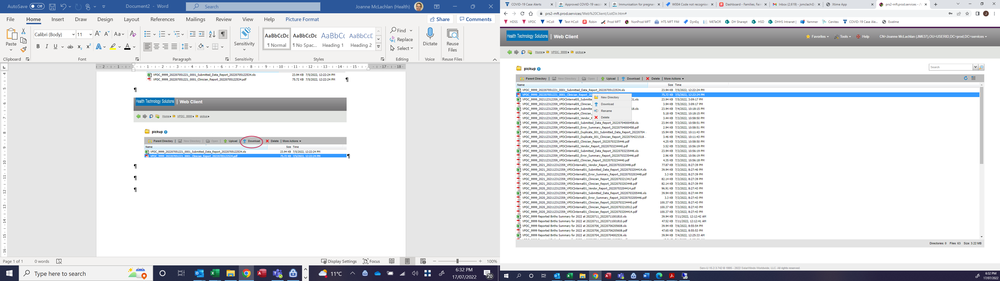 AutoSave Off Document2 - Word Search Joanne McLachlan (Health)
File Home Insert Draw Design Layout References Mailings Review View Help Picture Format Share Comments
Calibri (Body) 11
Paste Sensitivity Dictate Reuse Files
AaBbCcDc AaBbCcDc AaBbCc AaBbCcE
¶ Normal ¶ No Spac... Heading 1 Heading 2
Find
Replace
Select
Clipboard Font Paragraph Sensitivity Styles Editing Voice Reuse Files
VPDC_9999_202207051221_0001_Submitted_Data_Report_20220705122534.xls 23.94 KB 7/5/2022, 12:22:24 PM
VPDC_9999_202207051221_0001_Clinician_Report_20220705122534.pdf 75.72 KB 7/5/2022, 12:22:24 PM ¶
¶
Health Technology Solutions | Web Client
Home VPDC_9999 pickup
pickup
Parent Directory | New Directory | Open | Upload | Download | Delete | More Actions
Name Size Time
VPDC_9999_202207051221_0001_Submitted_Data_Report_20220705122534.xls 23.94 KB 7/5/2022, 12:22:24 PM
VPDC_9999_202207051221_0001_Clinician_Report_20220705122534.pdf 75.72 KB 7/5/2022, 12:22:24 PM ¶
¶
¶
¶
Page 1 of 1 0 words Display Settings Focus 100%
Type here to search 11°C 6:32 PM 17/07/2022 20
COVID-19 Case Alerts Approved COVID-19 vaccin Immunisation for pregnan W004 Code not recognise Dashboard - Families, Fair Inbox (2,619) - jsmclach@ Xtime App prs2-mft.prod.services - /V
prs2-mft.prod.services/Web%20Client/ListDir.htm#
HDSS VPDC HColl Test HColl Robin Prod MFT NonProd MFT HTS MFT FIM DynEq METeOR DH Sharept HSD DHHS Intranet | Yammer Cenitex COVID-19 Case Ale... Ewelme
Health Technology Solutions | Web Client Favorites Tools Help CN=Joanne McLachlan (JM637),OU=USERID,DC=prod,DC=services
Home VPDC_9999 pickup
pickup Search
Parent Directory | New Directory | Open | Upload | Download | Delete | More Actions
Name Size Time
VPDC_9999_202207051221_0001_Submitted_Data_Report_20220705122534.xls 23.94 KB 7/5/2022, 12:22:24 PM
VPDC_9999_202207051221_0001_Clinician_Report_202 75.72 KB 7/5/2022, 12:22:24 PM
New Directory
Download
Rename
Delete
VPDC_9999_202112312359_VPDCInternal05_Submitte 01.xls 23.94 KB 7/5/2022, 3:09:17 PM
VPDC_9999_202112312359_VPDCInternal05_Clinician_ 3.94 KB 7/5/2022, 3:09:17 PM
VPDC_9999_202112312359_VPDCInternal04_Submitte 18.xls 23.94 KB 7/4/2022, 10:18:15 PM
VPDC_9999_202112312359_VPDCInternal04_Clinician_ 5.18 KB 7/4/2022, 10:18:15 PM
VPDC_9999_202112312359_VPDCInternal03_Vendor_F 3.44 KB 7/3/2022, 10:58:50 PM
VPDC_9999_202112312359_VPDCInternal03_Submitted_Data_Report_20220704000458.xls 23.94 KB 7/3/2022, 10:58:51 PM
VPDC_9999_202112312359_VPDCInternal03_Error_Summary_Report_20220704000458.pdf 2.94 KB 7/3/2022, 10:58:51 PM
VPDC_9999_202112312359_VPDCInternal03_Duplicate_001_Submitted_Data_Report_20220704... 15.94 KB 7/4/2022, 10:11:43 PM
VPDC_9999_202112312359_VPDCInternal03_Duplicate_001_Clinician_Report_20220704221518... 3.46 KB 7/4/2022, 10:11:43 PM
VPDC_9999_202112312359_VPDCInternal03_Clinician_Report_20220703235446.pdf 4.25 KB 7/3/2022, 10:58:50 PM
VPDC_9999_202112312359_VPDCInternal02_Vendor_Report_20220703234440.pdf 3.52 KB 7/3/2022, 10:56:19 PM
VPDC_9999_202112312359_VPDCInternal02_Submitted_Data_Report_20220703235446.xls 23.94 KB 7/3/2022, 10:56:19 PM
VPDC_9999_202112312359_VPDCInternal02_Error_Summary_Report_20220703235446.pdf 2.96 KB 7/3/2022, 10:56:19 PM
VPDC_9999_202112312359_VPDCInternal02_Clinician_Report_20220703234440.pdf 4.35 KB 7/3/2022, 10:56:18 PM
VPDC_9999_2021_202112312359_VPDCInternal01_Vendor_Report_20220703203448.pdf 77.87 KB 7/3/2022, 8:27:39 PM
VPDC_9999_2021_202112312359_VPDCInternal01_Submitted_Data_Report_20220703204414.xls 39.94 KB 7/3/2022, 8:27:40 PM
VPDC_9999_2021_202112312359_VPDCInternal01_Error_Summary_Report_20220703203448.pdf 3.3 KB 7/3/2022, 8:27:39 PM
VPDC_9999_2021_202112312359_VPDCInternal01_Clinician_Report_20220703213417.pdf 82.14 KB 7/3/2022, 8:27:39 PM
VPDC_9999_2021_202112312359_VPDCInternal01_Clinician_Report_20220703203448.pdf 82.14 KB 7/3/2022, 8:27:39 PM
VPDC_9999_2020_202112312359_VPDCInternal01_Vendor_Report_20220703204414.pdf 96.91 KB 7/3/2022, 8:27:43 PM
VPDC_9999_2020_202112312359_VPDCInternal01_Submitted_Data_Report_20220703205446.xls 39.94 KB 7/3/2022, 8:27:44 PM
VPDC_9999_2020_202112312359_VPDCInternal01_Error_Summary_Report_20220703205446.pdf 3.3 KB 7/3/2022, 8:27:43 PM
VPDC_9999_2020_202112312359_VPDCInternal01_Clinician_Report_20220703234440.pdf 100.37 KB 7/3/2022, 8:27:43 PM
VPDC_9999_2020_202112312359_VPDCInternal01_Clinician_Report_20220703210512.pdf 100.37 KB 7/3/2022, 8:27:43 PM
VPDC_9999_2020_202112312359_VPDCInternal01_Clinician_Report_20220703204414.pdf 100.37 KB 7/3/2022, 8:27:43 PM
VPDC_9999 Reported Births Summary for 2022 at 20220711_20220711001810.xls 39.94 KB 7/11/2022, 12:12:42 AM
VPDC_9999 Reported Births Summary for 2022 at 20220711_20220711001810.pdf 47.52 KB 7/11/2022, 12:12:41 AM
VPDC_9999 Reported Births Summary for 2022 at 20220706_20220706205608.xls 39.94 KB 7/6/2022, 8:55:54 PM
VPDC_9999 Reported Births Summary for 2022 at 20220706_20220706205608.pdf 47.65 KB 7/6/2022, 8:55:53 PM
VPDC_9999 Reported Births Summary for 2022 at 20220704_20220704002536.xls 39.94 KB 7/4/2022, 12:25:33 AM
Directories: 0 Files: 63 Size: 3.22 MB
Serv-U 15.2.3.742 © 1995 - 2022 SolarWinds Worldwide, LLC. All rights reserved.
6:32 PM
17/07/2022